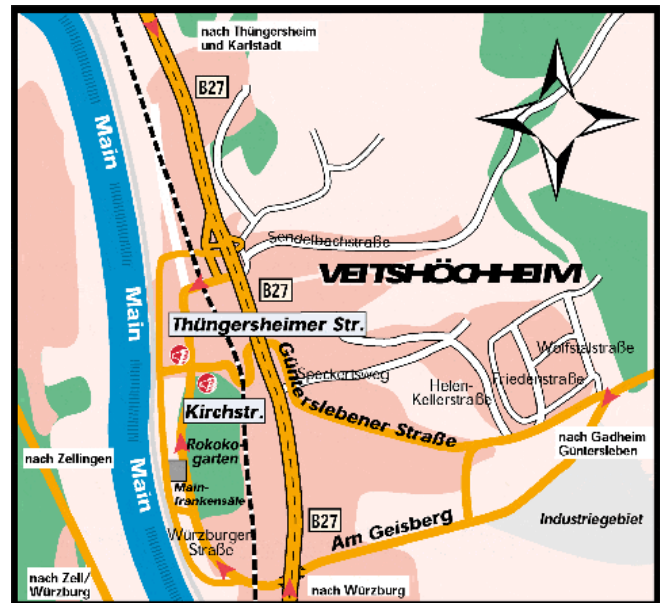 nach Thüngersheim
und Karlstadt
B27
Main
Main
Sendelbachstraße
VEITSHÖCHHEIM
B27
Main
Thüngersheimer Str.
Wolfstalstraße
Günterslebener Straße
Speckertsweg
Friedenstraße
Helen-
Kellerstraße
Kirchstr.
Main
Rokoko-
garten
nach Gadheim
Güntersleben
nach Zellingen
Main-
frankensäle
B27
Am Geisberg
Industriegebiet
Würzburger
Straße
nach Zell/
Würzburg
nach Würzburg